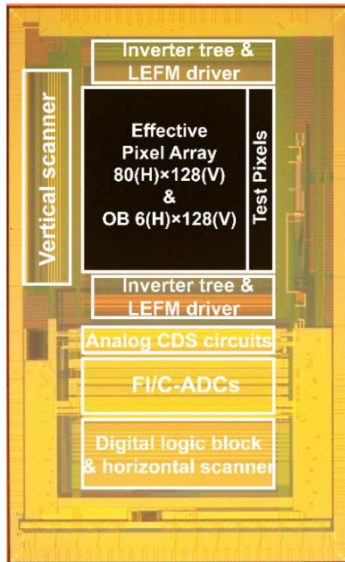 Inverter tree &
LEFM driver
Vertical scanner
Effective
Pixel Array
80(H)×128(V)
&
OB 6(H)×128(V)
Test Pixels
Inverter tree &
LEFM driver
Analog CDS circuits
FI/C-ADCs
Digital logic block
& horizontal scanner